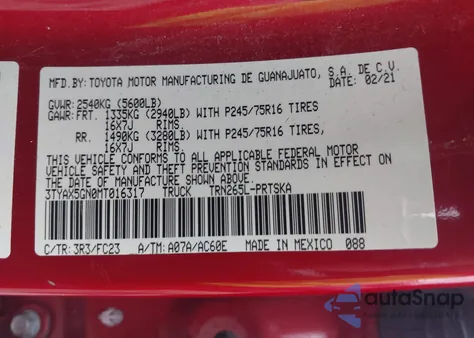 MFD.BY: TOYOTA MOTOR MANUFACTURING DE GUANAJUATO, S.A. DE C.V.
02/21
GVWR: 2540KG (5600LB)
GAWR: FRT. 1335KG (2940LB) WITH P245/75R16 TIRES
16X7J RIMS,
RR. 1490KG (3280LB) WITH P245/75R16 TIRES,
16X7J RIMS.
THIS VEHICLE CONFORMS TO ALL APPLICABLE FEDERAL MOTOR
VEHICLE SAFETY AND THEFT PREVENTION STANDARDS IN EFFECT ON
THE DATE OF MANUFACTURE SHOWN ABOVE.
3TYAX5GN0MT016317 TRUCK TRN265L-PRTSKA
C/TR: 3R3/FC23 A/TM: A07A/AC60E MADE IN MEXICO 088
autoSnap